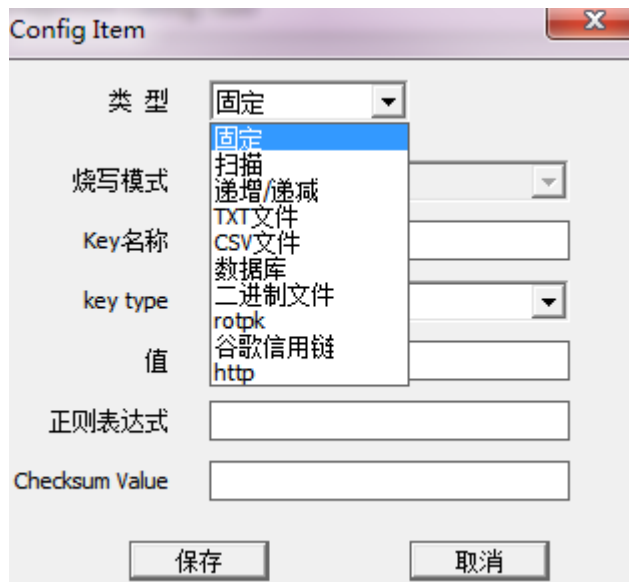 Config Item
类 型
固定
固定
扫描
烧写模式
递增/递减
TXT文件
Key名称
CSV文件
数据库
二进制文件
key type
rotpk
谷歌信用链
值
http
正则表达式
Checksum Value
保存
取消